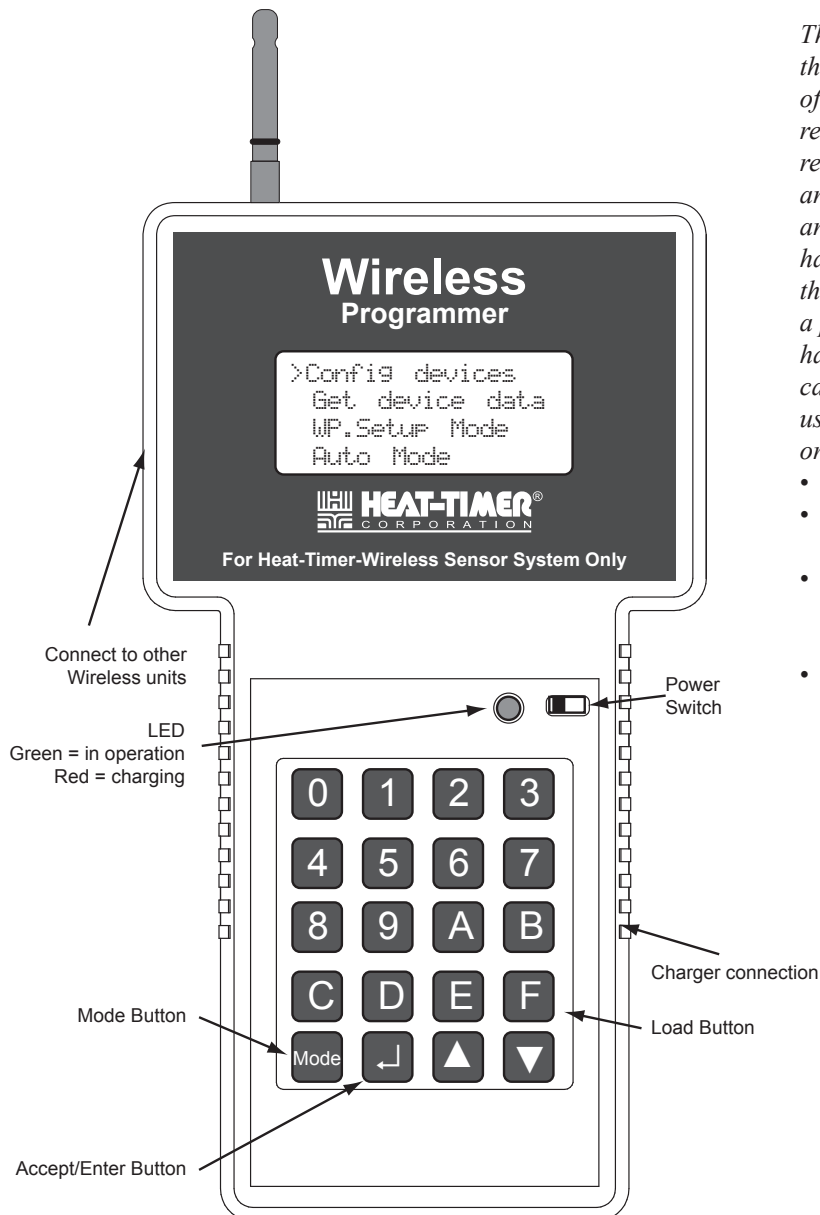 Wireless
Programmer
>Config devices
Get device data
WP.Setup Mode
Auto Mode
HEAT-TIMER®
CORPORATION
For Heat-Timer-Wireless Sensor System Only
Connect to other
Wireless units
LED
Green = in operation
Red = charging
Power
Switch
0 1 2 3
4 5 6 7
8 9 A B
C D E F
Mode
Charger connection
Load Button
Mode Button
Accept/Enter Button
of
a
•
•
•
•